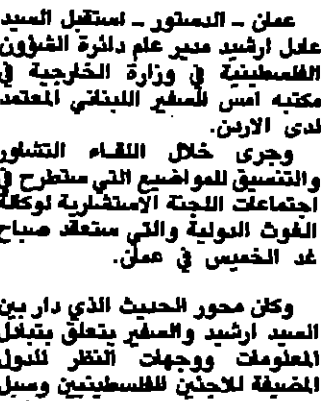 عمان - الدستور - استقبل السيد
عادل ارشيد مدير عام دائرة الشؤون
الفلسطينية في وزارة الخارجية في
مكتبه امس السفير اللبناني المعتمد
لدى الاردن.
وجرى خلال اللقاء التشاور
والتنسيق للمواضيع التي ستطرح في
اجتماعات اللجنة الاستشارية لوكالة
الغوث الدولية والتي ستعقد صباح
غد الخميس في عمان.
وكان محور الحديث الذي دار بين
السيد ارشيد والسفير يتعلق بتبادل
المعلومات ووجهات النظر للدول
المضيفة للاجئين الفلسطينيين وسبل